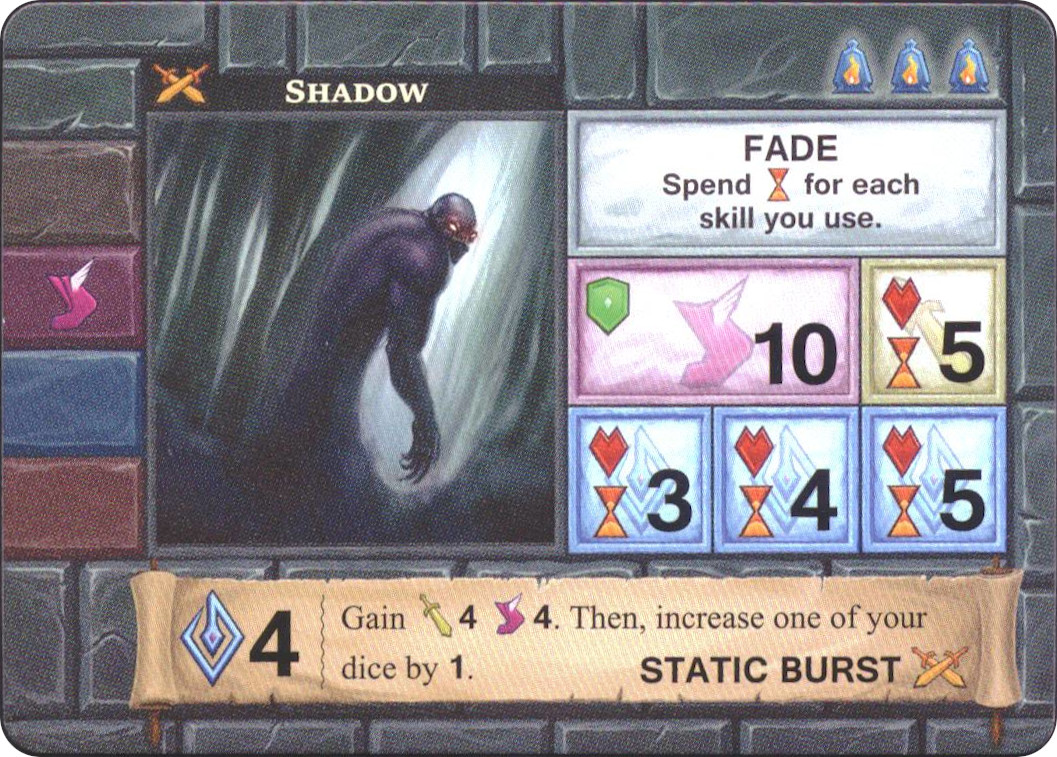 SHADOW
FADE
Spend for each
skill you use.
10
5
3
4
5
4
Gain 4 4. Then, increase one of your
dice by 1.
STATIC BURST